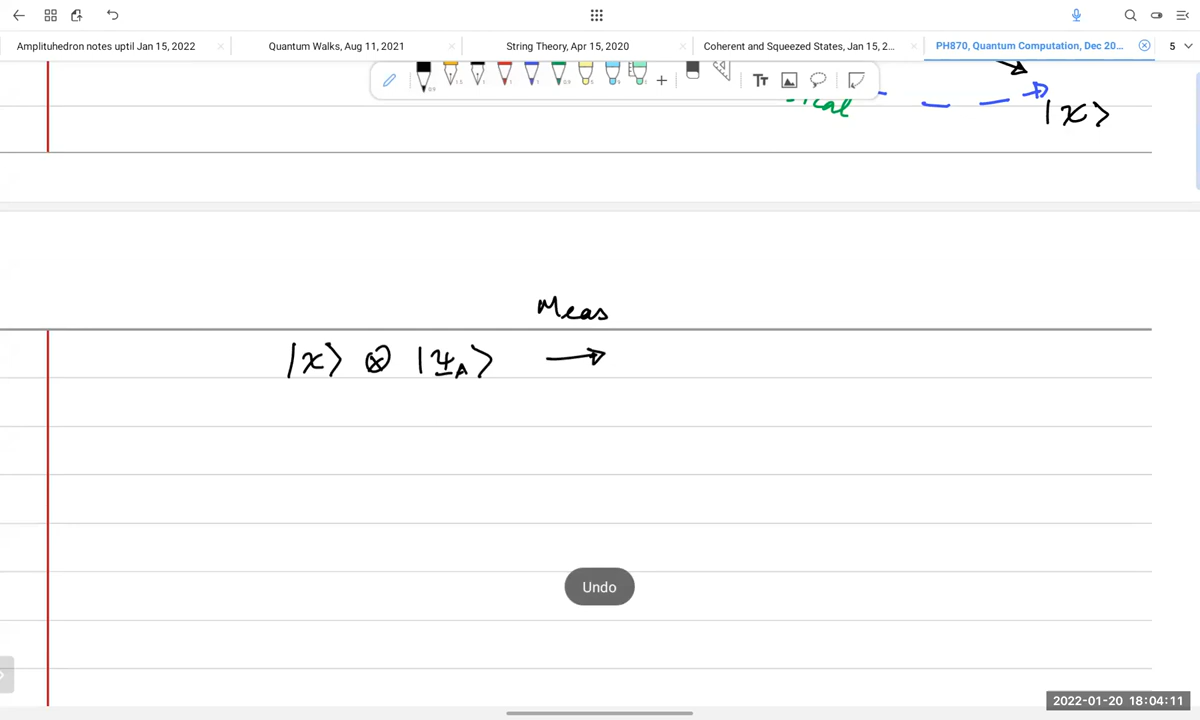 Amplituhedron notes uptil Jan 15, 2022
Quantum Walks, Aug 11, 2021
String Theory, Apr 15, 2020
Coherent and Squeezed States, Jan 15, 2...
PH870, Quantum Computation, Dec 20...
5
Tт
|x⟩
Meas
|x⟩ ⊗ |Ψ_A⟩ →
Undo
2022-01-20 18:04:11